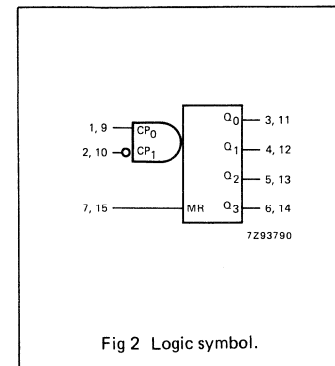 1, 9 CP0 Q0 3, 11
2, 10 CP1 Q1 4, 12
Q2 5, 13
7, 15 MR Q3 6, 14
7Z93790
Fig 2 Logic symbol.